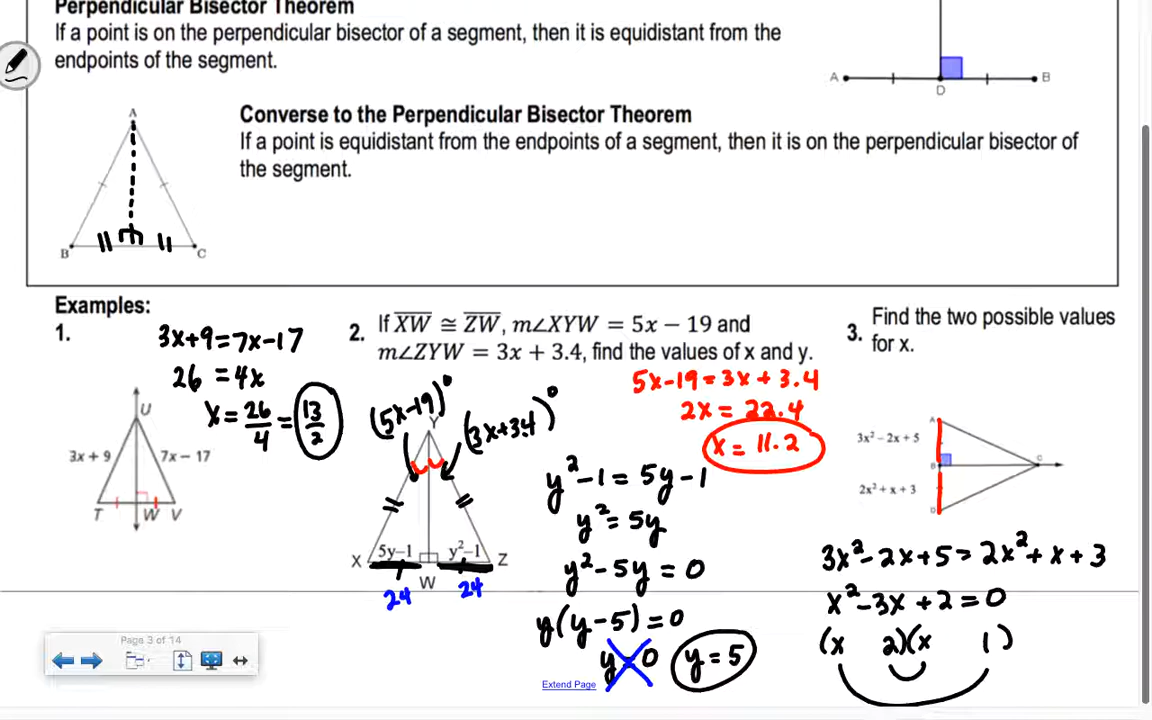 Perpendicular Bisector Theorem
If a point is on the perpendicular bisector of a segment, then it is equidistant from the
endpoints of the segment.
A
B
D
A
B
C
Converse to the Perpendicular Bisector Theorem
If a point is equidistant from the endpoints of a segment, then it is on the perpendicular bisector of
the segment.
Examples:
1.
3x+9=7x-17
26 = 4x
x = 26/4 = 13/2
U
3x + 9
7x − 17
T
W
V
2.
If XW ≅ ZW, m∠XYW = 5x − 19 and
m∠ZYW = 3x + 3.4, find the values of x and y.
5x-19=3x+3.4
2x = 22.4
x = 11.2
(5x-19)°
(3x+3.4)°
Y
X
5y−1
y²−1
Z
W
24
24
y²-1 = 5y-1
y² = 5y
y²-5y = 0
y(y-5)=0
y=0
y=5
3.
Find the two possible values
for x.
A
3x² − 2x + 5
B
C
2x² + x + 3
D
3x²-2x+5=2x²+x+3
x²-3x+2=0
(x 2)(x 1)
Page 3 of 14
Extend Page